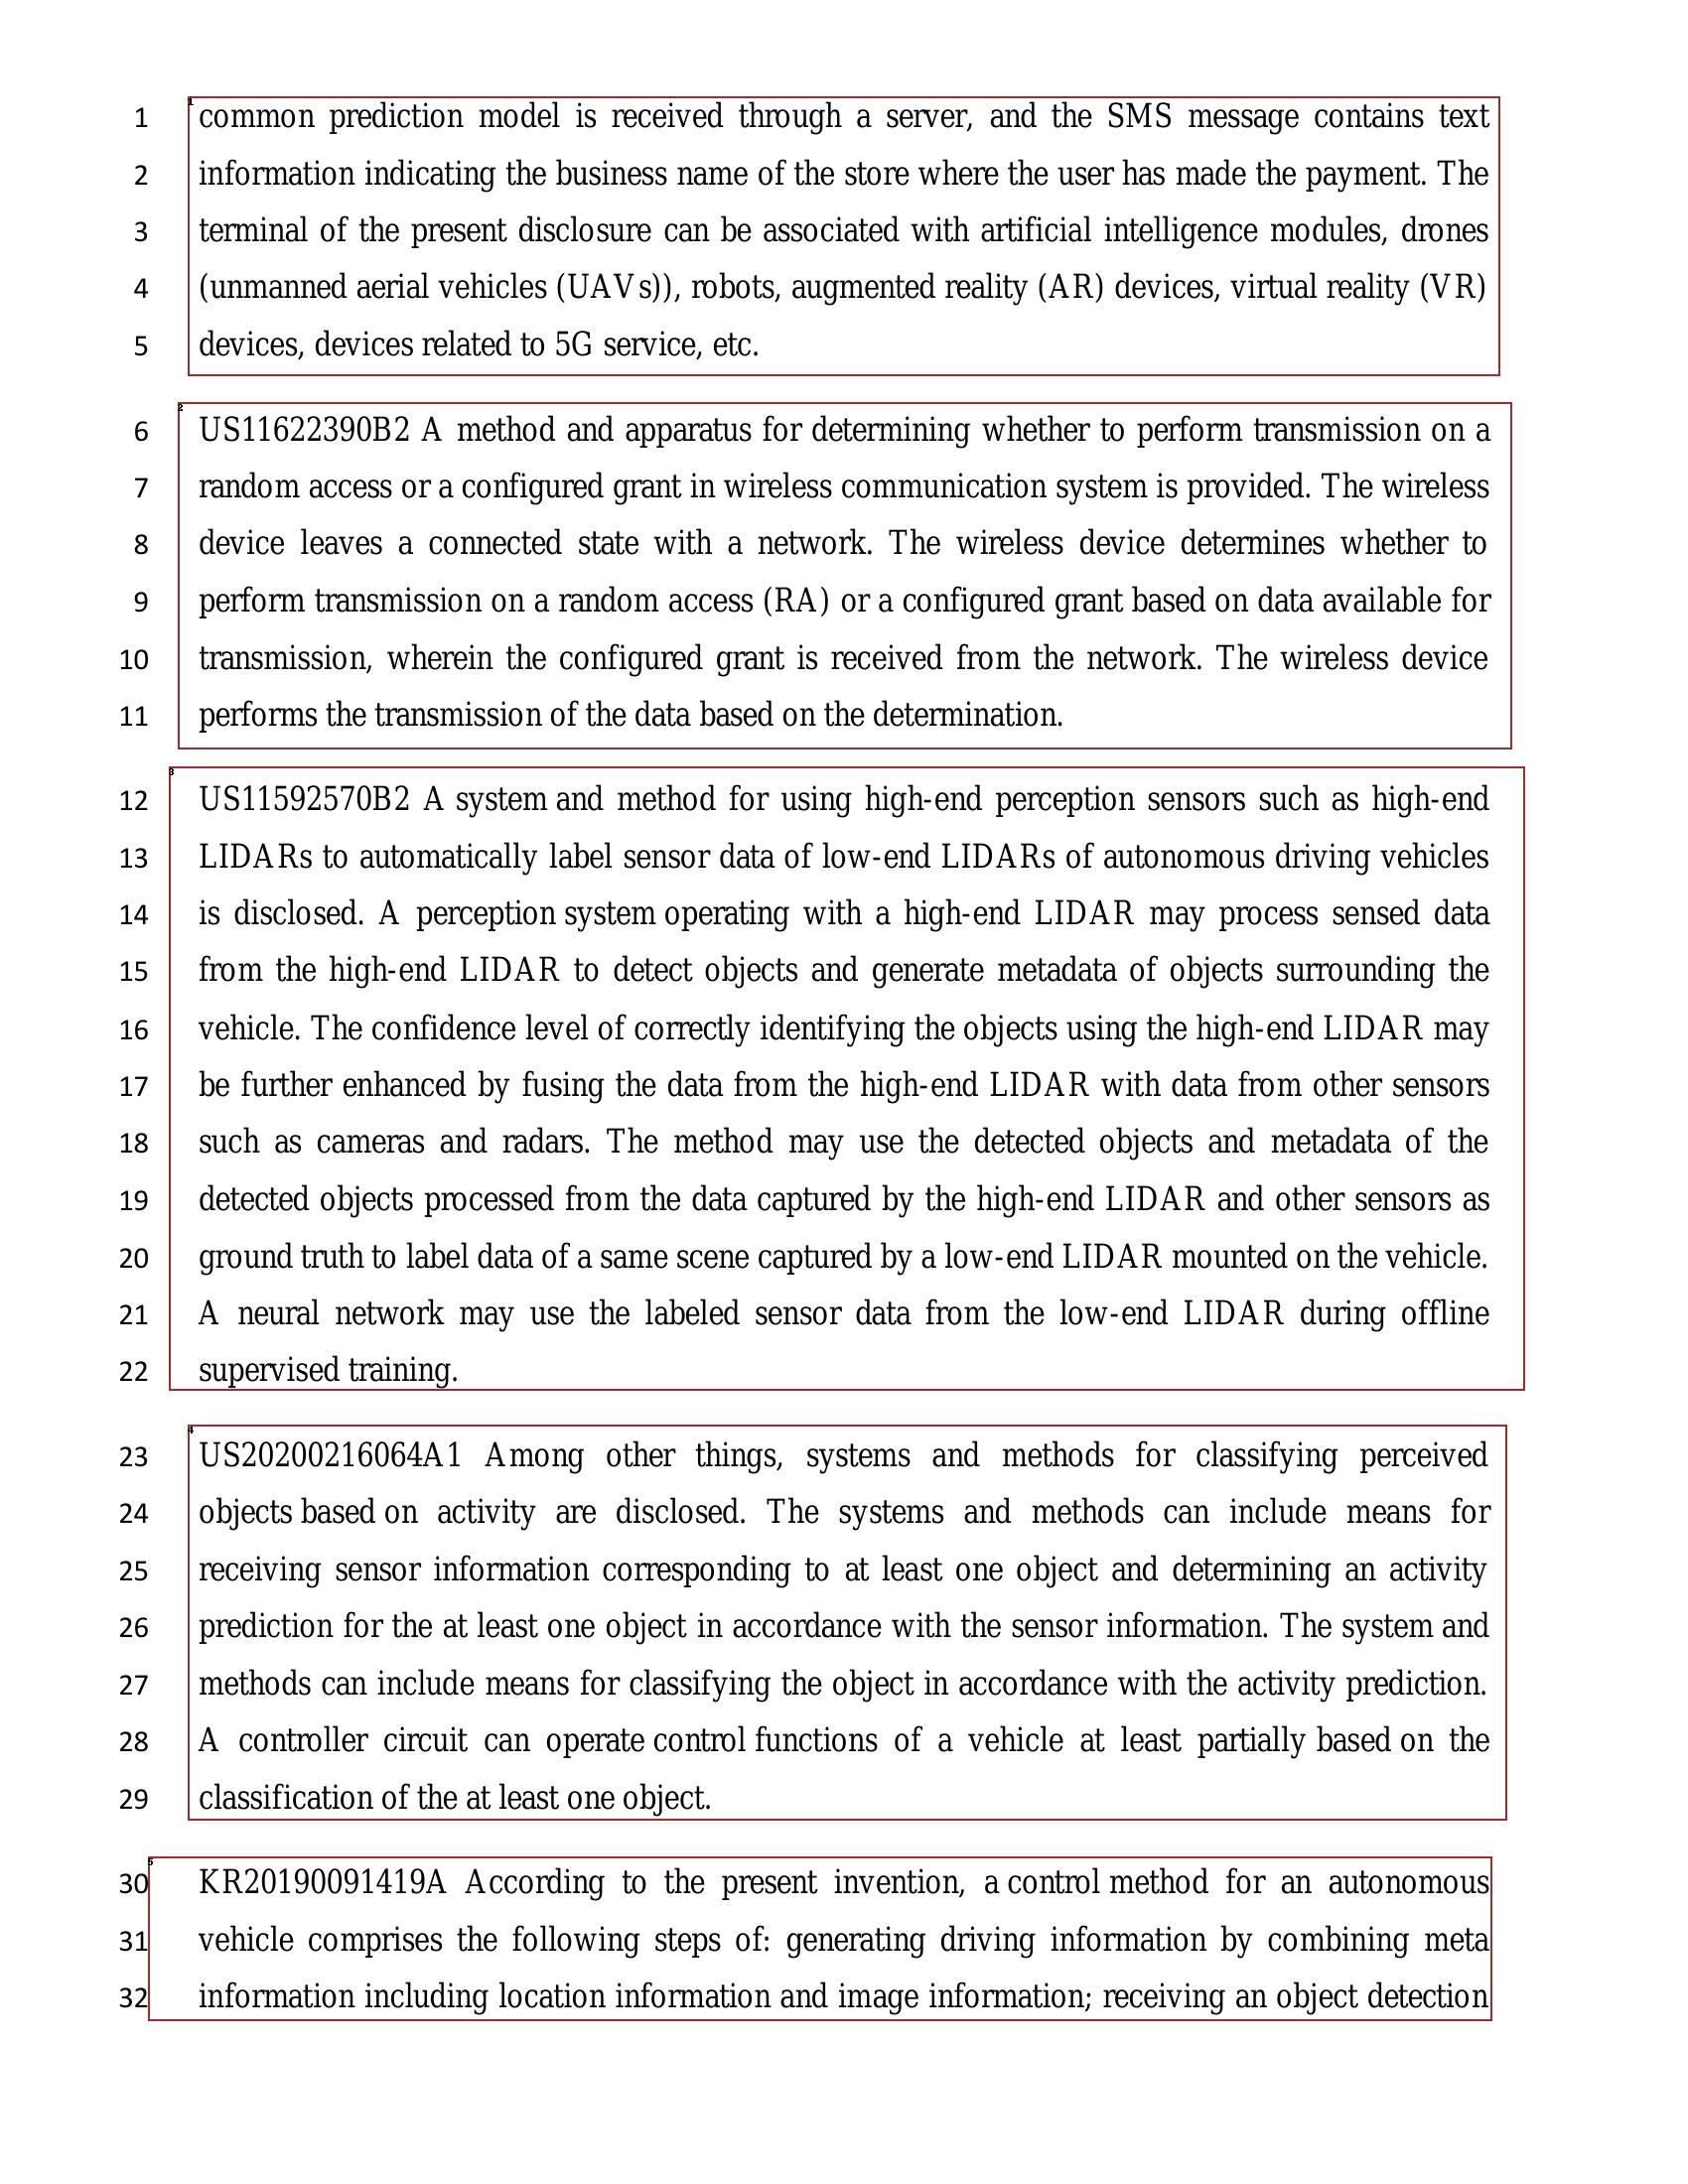 1 common prediction model is received through a server, and the SMS message contains text
2 information indicating the business name of the store where the user has made the payment. The
3 terminal of the present disclosure can be associated with artificial intelligence modules, drones
4 (unmanned aerial vehicles (UAVs)), robots, augmented reality (AR) devices, virtual reality (VR)
5 devices, devices related to 5G service, etc.
6 US11622390B2 A method and apparatus for determining whether to perform transmission on a
7 random access or a configured grant in wireless communication system is provided. The wireless
8 device leaves a connected state with a network. The wireless device determines whether to
9 perform transmission on a random access (RA) or a configured grant based on data available for
10 transmission, wherein the configured grant is received from the network. The wireless device
11 performs the transmission of the data based on the determination.
12 US11592570B2 A system and method for using high-end perception sensors such as high-end
13 LIDARs to automatically label sensor data of low-end LIDARs of autonomous driving vehicles
14 is disclosed. A perception system operating with a high-end LIDAR may process sensed data
15 from the high-end LIDAR to detect objects and generate metadata of objects surrounding the
16 vehicle. The confidence level of correctly identifying the objects using the high-end LIDAR may
17 be further enhanced by fusing the data from the high-end LIDAR with data from other sensors
18 such as cameras and radars. The method may use the detected objects and metadata of the
19 detected objects processed from the data captured by the high-end LIDAR and other sensors as
20 ground truth to label data of a same scene captured by a low-end LIDAR mounted on the vehicle.
21 A neural network may use the labeled sensor data from the low-end LIDAR during offline
22 supervised training.
23 US20200216064A1 Among other things, systems and methods for classifying perceived
24 objects based on activity are disclosed. The systems and methods can include means for
25 receiving sensor information corresponding to at least one object and determining an activity
26 prediction for the at least one object in accordance with the sensor information. The system and
27 methods can include means for classifying the object in accordance with the activity prediction.
28 A controller circuit can operate control functions of a vehicle at least partially based on the
29 classification of the at least one object.
30 KR20190091419A According to the present invention, a control method for an autonomous
31 vehicle comprises the following steps of: generating driving information by combining meta
32 information including location information and image information; receiving an object detection